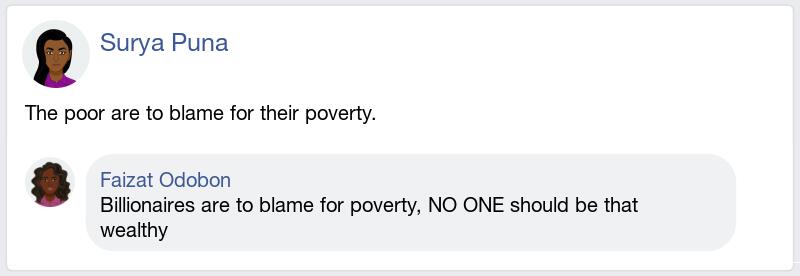 Surya Puna
The poor are to blame for their poverty.
Faizat Odobon
Billionaires are to blame for poverty, NO ONE should be that
wealthy